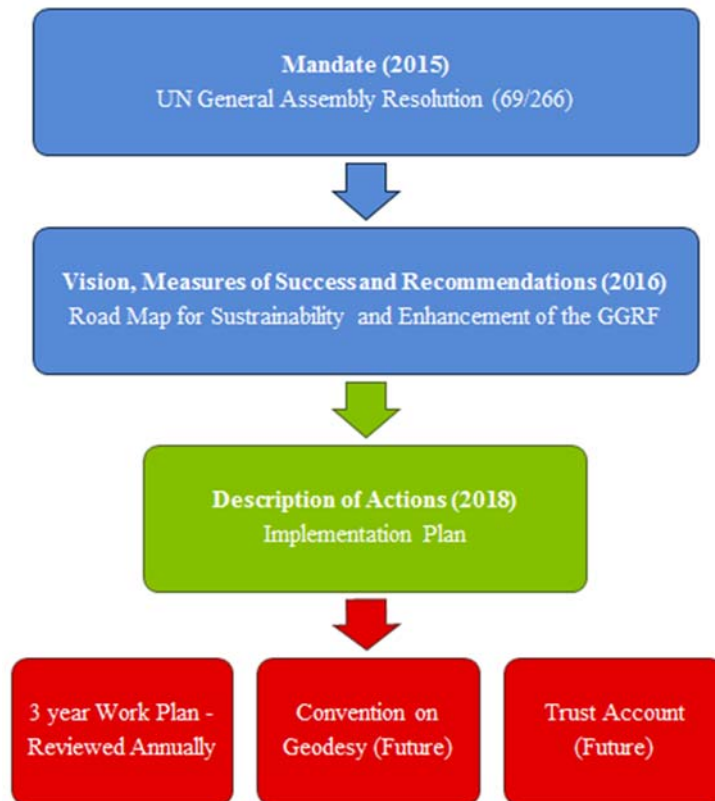 Mandate (2015)
UN General Assembly Resolution (69/266)
Vision, Measures of Success and Recommendations (2016)
Road Map for Sustrainability and Enhancement of the GGRF
Description of Actions (2018)
Implementation Plan
3 year Work Plan -
Reviewed Annually
Convention on
Geodesy (Future)
Trust Account
(Future)